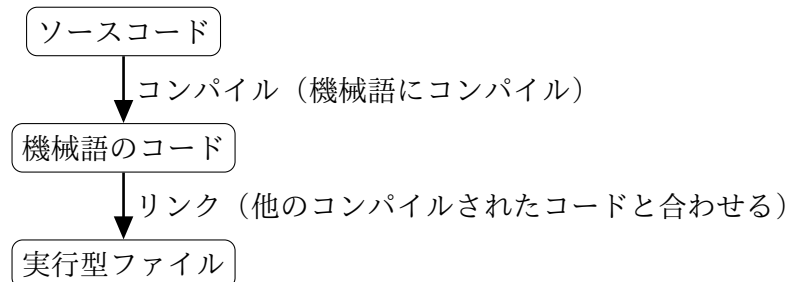 ソースコード
コンパイル（機械語にコンパイル）
機械語のコード
リンク（他のコンパイルされたコードと合わせる）
実行型ファイル